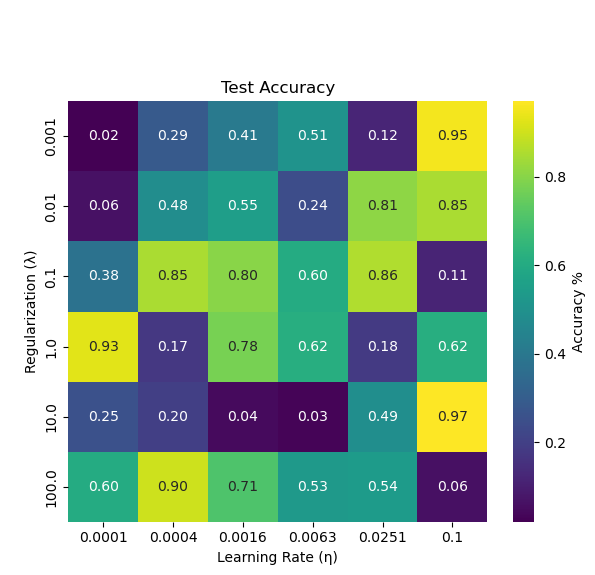 Test Accuracy
0.001 0.02 0.29 0.41 0.51 0.12 0.95
0.01 0.06 0.48 0.55 0.24 0.81 0.85
0.1 0.38 0.85 0.80 0.60 0.86 0.11
1.0 0.93 0.17 0.78 0.62 0.18 0.62
10.0 0.25 0.20 0.04 0.03 0.49 0.97
100.0 0.60 0.90 0.71 0.53 0.54 0.06
0.0001 0.0004 0.0016 0.0063 0.0251 0.1
Learning Rate (η)
Regularization (λ)
0.8
0.6
0.4
0.2
Accuracy %